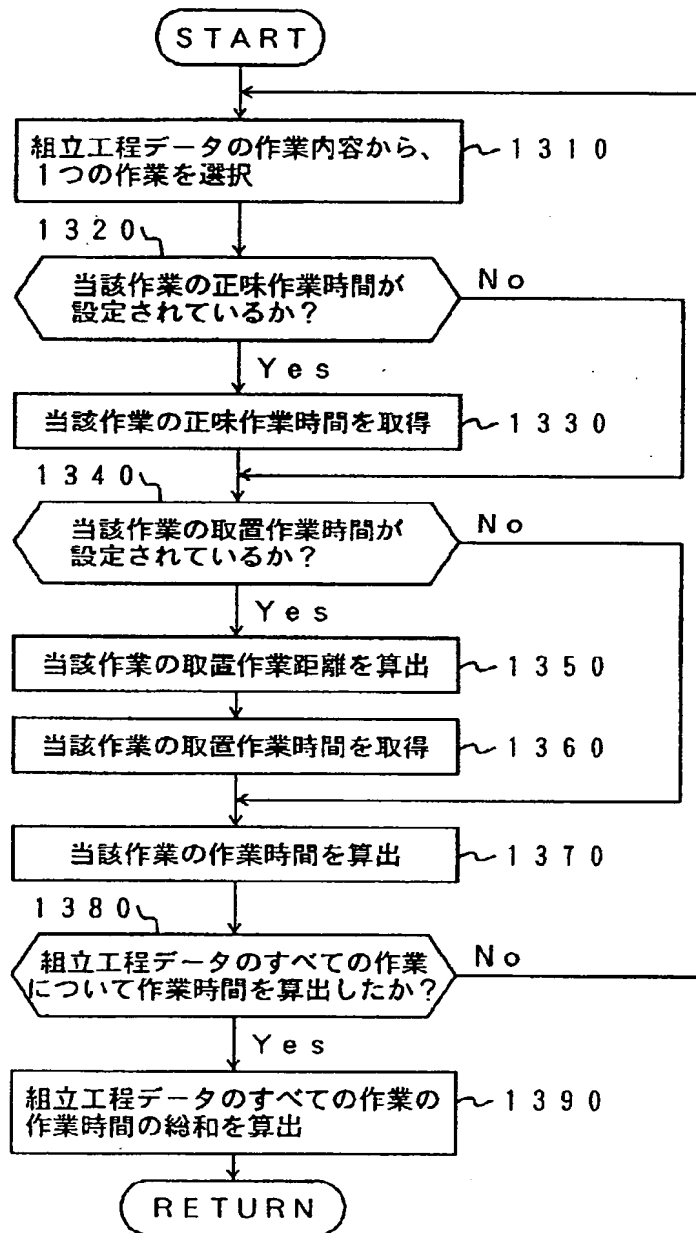 START
組立工程データの作業内容から、
1つの作業を選択
1310
1320
当該作業の正味作業時間が
設定されているか?
No
Yes
当該作業の正味作業時間を取得
1330
1340
当該作業の取置作業時間が
設定されているか?
No
Yes
当該作業の取置作業距離を算出
1350
当該作業の取置作業時間を取得
1360
当該作業の作業時間を算出
1370
1380
組立工程データのすべての作業
について作業時間を算出したか?
No
Yes
組立工程データのすべての作業の
作業時間の総和を算出
1390
RETURN